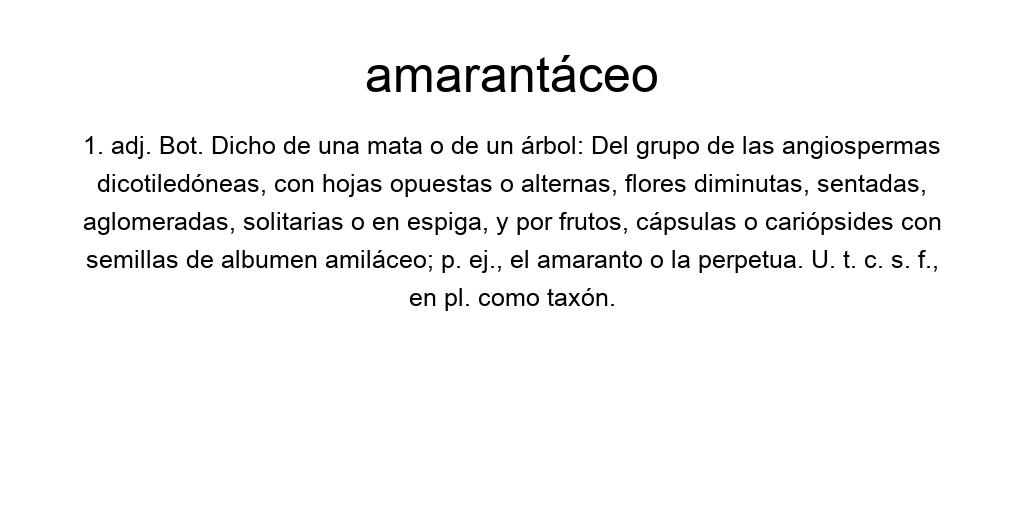 amarantáceo
1. adj. Bot. Dicho de una mata o de un árbol: Del grupo de las angiospermas
dicotiledóneas, con hojas opuestas o alternas, flores diminutas, sentadas,
aglomeradas, solitarias o en espiga, y por frutos, cápsulas o cariópsides con
semillas de albumen amiláceo; p. ej., el amaranto o la perpetua. U. t. c. s. f.,
en pl. como taxón.